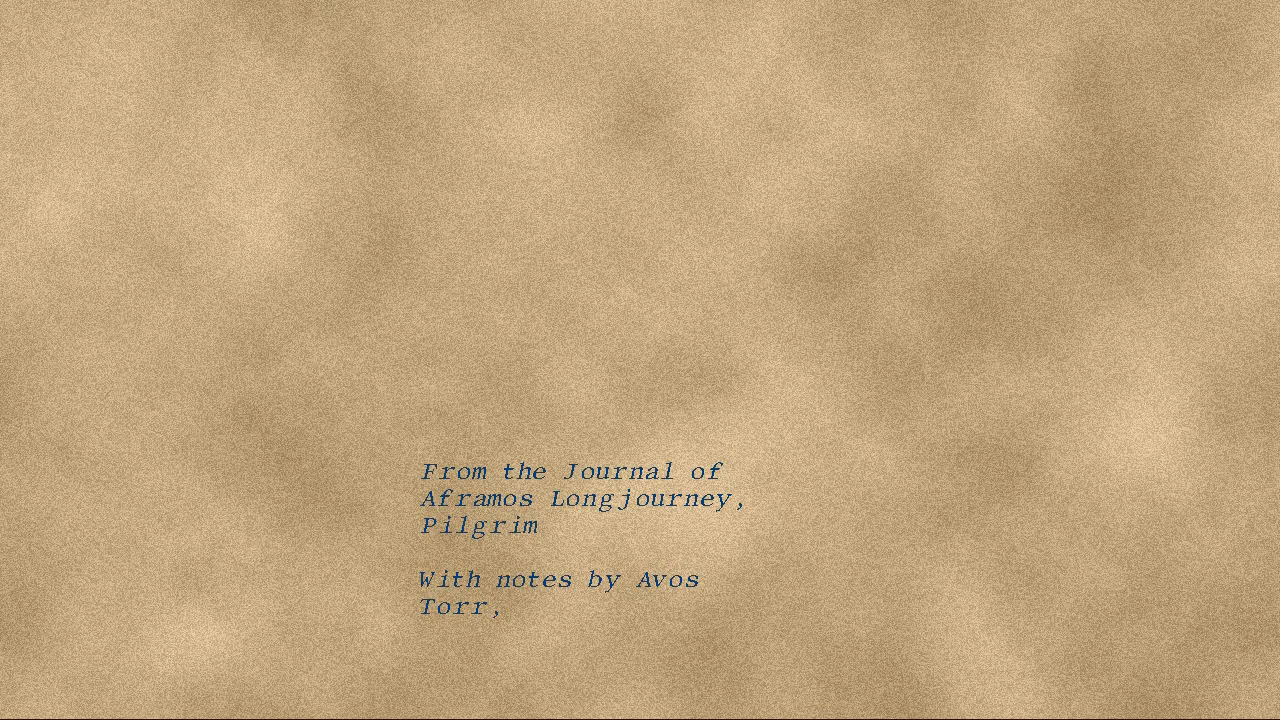 From the Journal of
Aframos Longjourney,
Pilgrim

With notes by Avos
Torr,